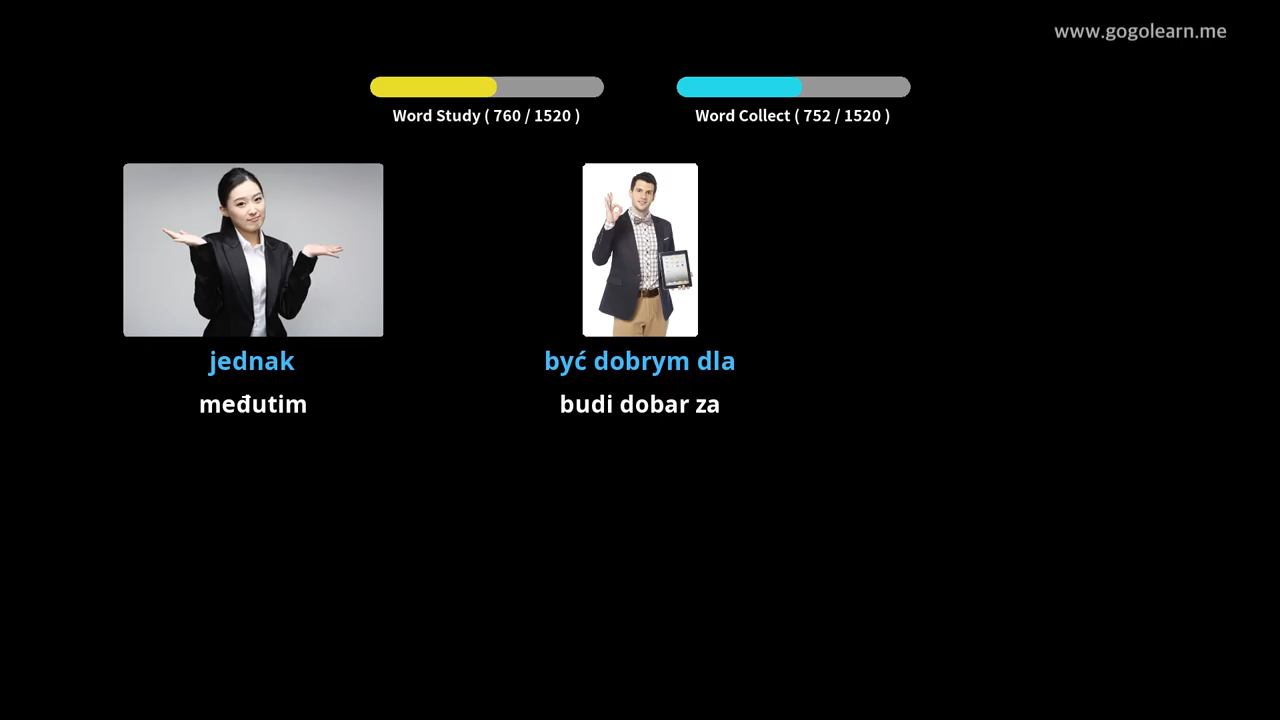 www.gogolearn.me
Word Study ( 760 / 1520 )
Word Collect ( 752 / 1520 )
jednak
być dobrym dla
međutim
budi dobar za